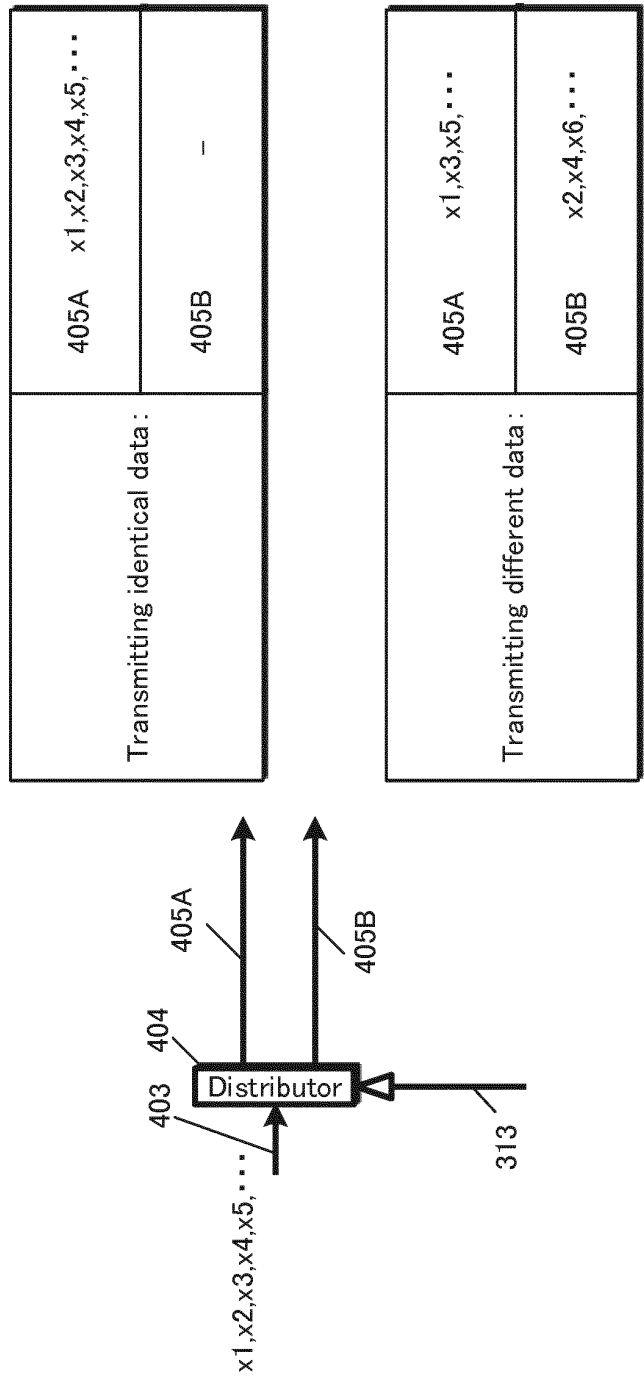 x1,x2,x3,x4,x5,･･･
403
404
Distributor
313
405A
405B
Transmitting identical data:
405A x1,x2,x3,x4,x5,･･･
405B –
Transmitting different data:
405A x1,x3,x5,･･･
405B x2,x4,x6,･･･